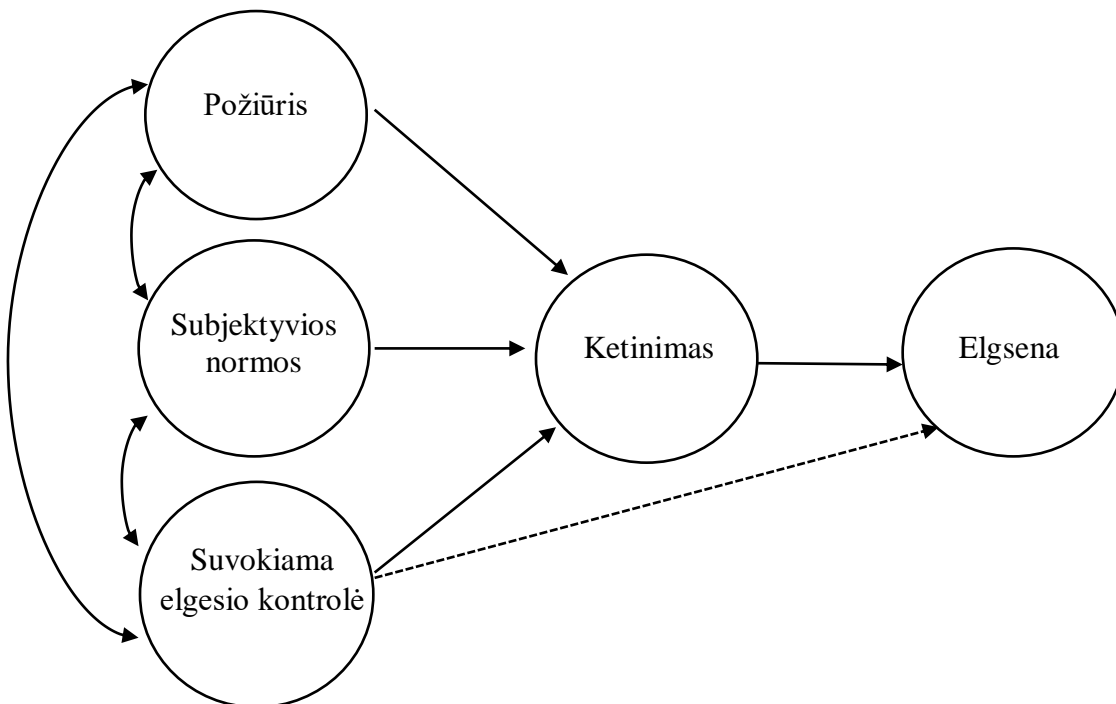 Požiūris
Subjektyvios
normos
Ketinimas
Elgsena
Suvokiama
elgesio kontrolė